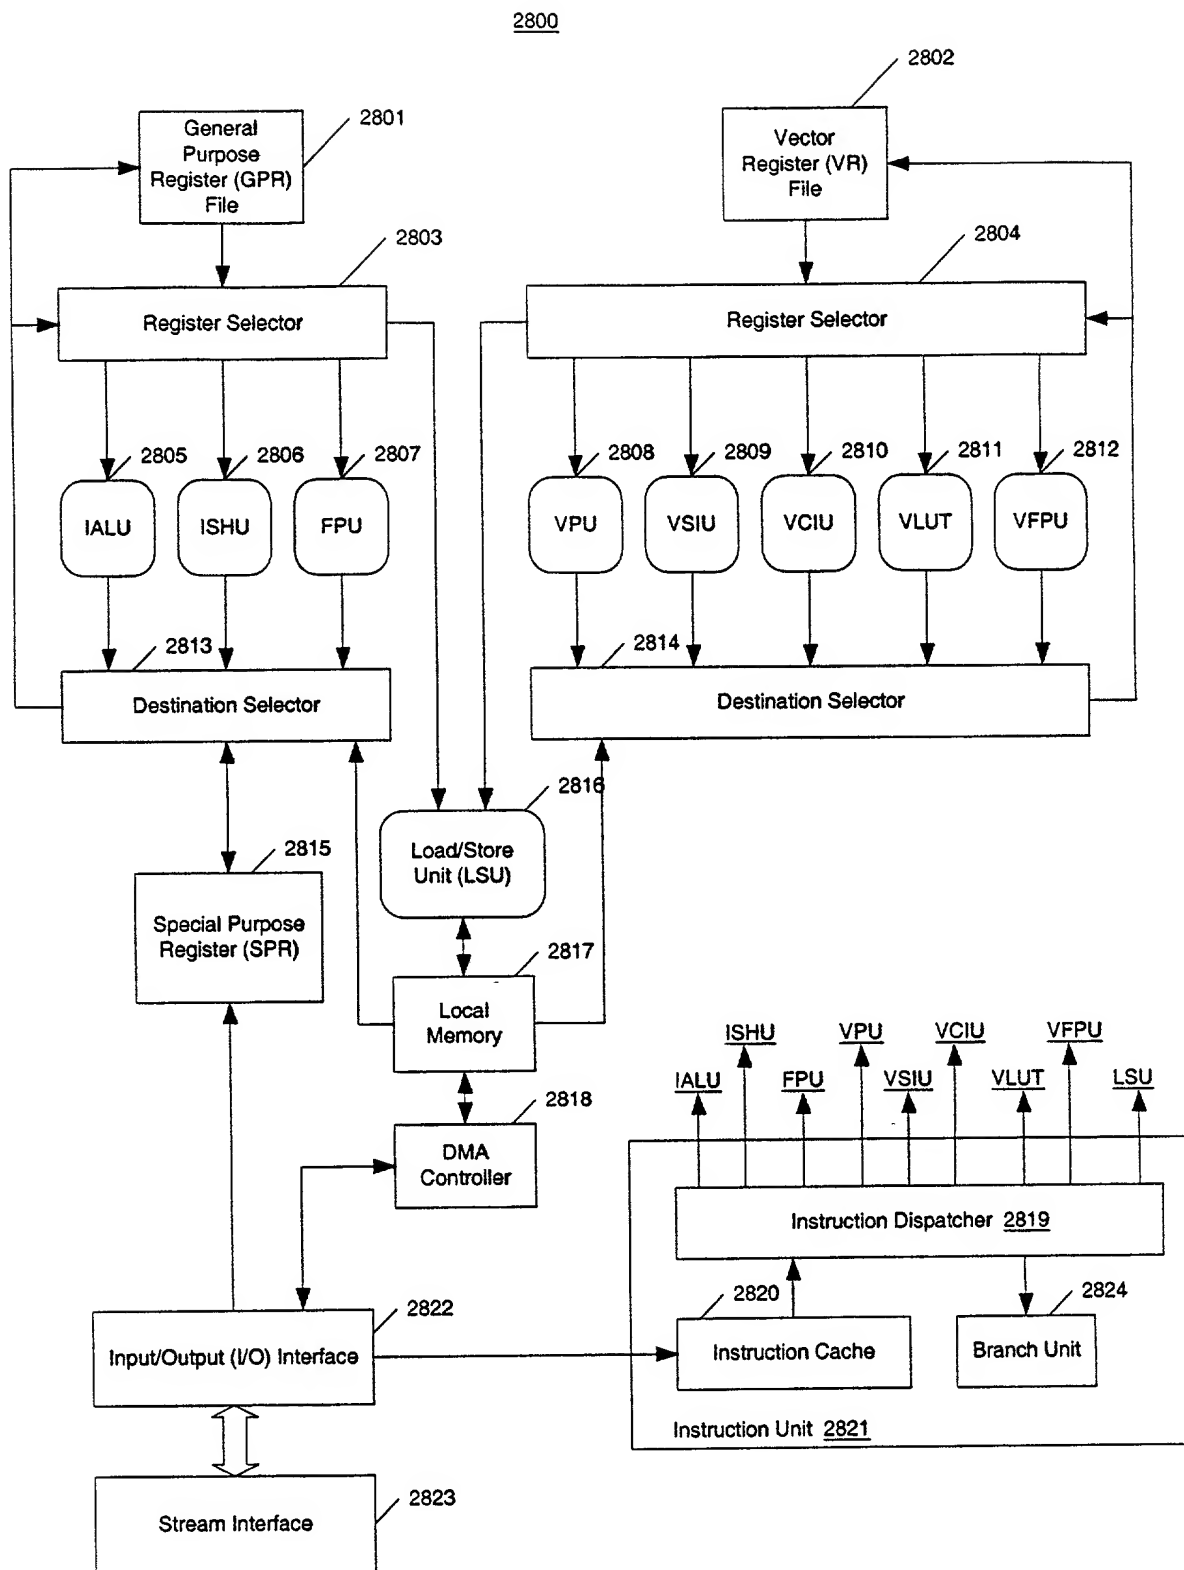 2800
2802
2801
General
Purpose
Register (GPR)
File
Vector
Register (VR)
File
2803
2804
Register Selector
Register Selector
2805
2806
2807
2808
2809
2810
2811
2812
IALU
ISHU
FPU
VPU
VSIU
VCIU
VLUT
VFPU
2813
2814
Destination Selector
Destination Selector
2816
2815
Load/Store
Unit (LSU)
Special Purpose
Register (SPR)
2817
Local
Memory
ISHU
VPU
VCIU
VFPU
IALU
FPU
VSIU
VLUT
LSU
2818
DMA
Controller
Instruction Dispatcher 2819
2820
2824
2822
Input/Output (I/O) Interface
Instruction Cache
Branch Unit
Instruction Unit 2821
2823
Stream Interface